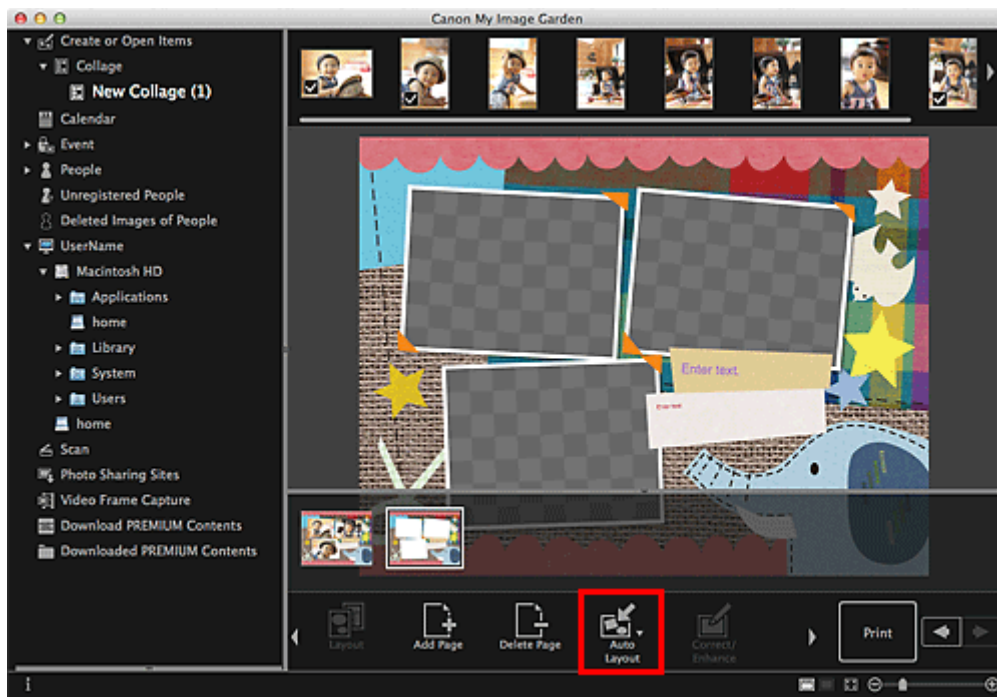 Canon My Image Garden
Create or Open Items
Collage
New Collage (1)
Calendar
Event
People
Unregistered People
Deleted Images of People
UserName
Macintosh HD
Applications
home
Library
System
Users
home
Scan
Photo Sharing Sites
Video Frame Capture
Download PREMIUM Contents
Downloaded PREMIUM Contents
Enter text.
Enter text
Layout
Add Page
Delete Page
Auto
Layout
Correct/
Enhance
Print